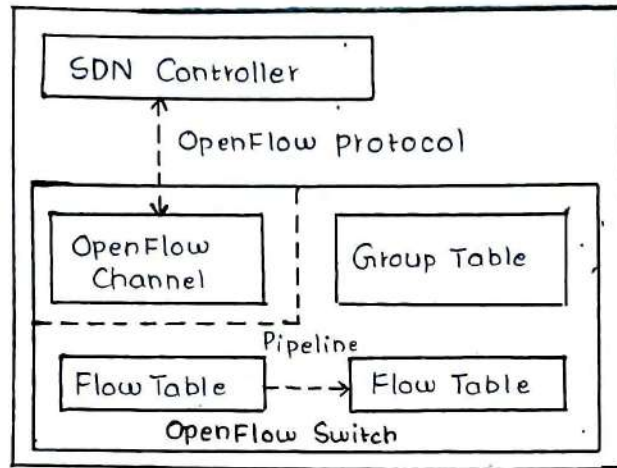 SDN Controller
OpenFlow Protocol
OpenFlow
Channel
Group Table
Pipeline
Flow Table
Flow Table
OpenFlow Switch